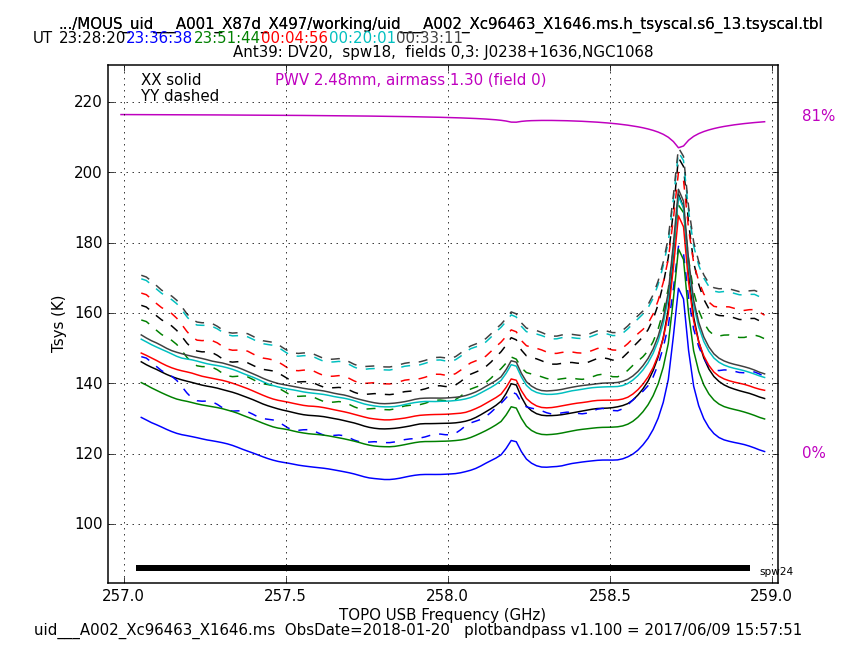 .../MOUS_uid___A001_X87d_X497/working/uid___A002_Xc96463_X1646.ms.h_tsyscal.s6_13.tsyscal.tbl
UT 23:28:20 23:36:38 23:51:44 00:04:56 00:20:01 00:33:11
Ant39: DV20, spw18, fields 0,3: J0238+1636,NGC1068
XX solid PWV 2.48mm, airmass 1.30 (field 0)
YY dashed
220
81%
200
180
160
Tsys (K)
140
120
0%
100
spw24
257.0 257.5 258.0 258.5 259.0
TOPO USB Frequency (GHz)
uid___A002_Xc96463_X1646.ms ObsDate=2018-01-20 plotbandpass v1.100 = 2017/06/09 15:57:51